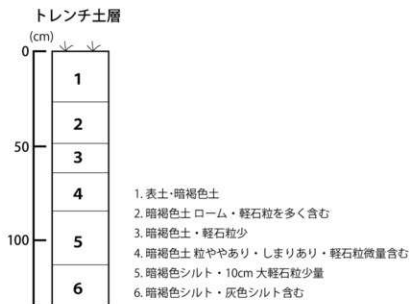 トレンチ土層
(cm)
0
1
2
50
3
4
100
5
6
1. 表土･暗褐色土
2. 暗褐色土 ローム・軽石粒を多く含む
3. 暗褐色土・軽石粒少
4. 暗褐色土 粒ややあり・しまりあり・軽石粒微量含む
5. 暗褐色シルト・10cm 大軽石粒少量
6. 暗褐色シルト・灰色シルト含む